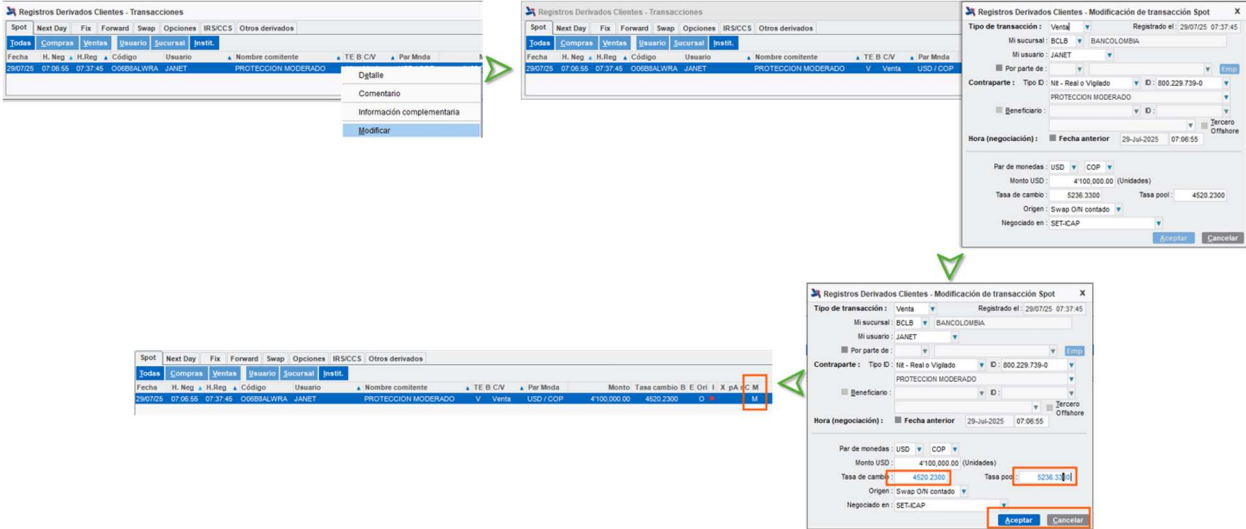 Registros Derivados Clientes - Transacciones
Spot Next Day Fix Forward Swap Opciones IRS/CCS Otros derivados
Todas Compras Ventas Usuario Sucursal Instit.
Fecha H. Neg H.Reg Código Usuario Nombre comitente TE B C/V Par Mnda M
29/07/25 07:06:55 07:37:45 O06B8ALWRA JANET PROTECCION MODERADO
Detalle
Comentario
Información complementaria
Modificar
Registros Derivados Clientes - Transacciones
Spot Next Day Fix Forward Swap Opciones IRS/CCS Otros derivados
Todas Compras Ventas Usuario Sucursal Instit.
Fecha H. Neg H.Reg Código Usuario Nombre comitente TE B C/V Par Mnda
29/07/25 07:06:55 07:37:45 O06B8ALWRA JANET PROTECCION MODERADO V Venta USD / COP
Registros Derivados Clientes - Modificación de transacción Spot X
Tipo de transacción : Venta Registrado el : 29/07/25 07:37:45
Mi sucursal : BCLB BANCOLOMBIA
Mi usuario : JANET
Por parte de : Emp
Contraparte : Tipo ID : Nit - Real o Vigilado ID : 800.229.739-0
PROTECCION MODERADO
Beneficiario : ID :
Tercero
Offshore
Hora (negociación) : Fecha anterior 29-Jul-2025 07:06:55
Par de monedas : USD COP
Monto USD : 4'100,000.00 (Unidades)
Tasa de cambio : 5236.3300 Tasa pool : 4520.2300
Origen : Swap O/N contado
Negociado en : SET-ICAP
Aceptar Cancelar
Registros Derivados Clientes - Modificación de transacción Spot X
Tipo de transacción : Venta Registrado el : 29/07/25 07:37:45
Mi sucursal : BCLB BANCOLOMBIA
Mi usuario : JANET
Por parte de : Emp
Contraparte : Tipo ID : Nit - Real o Vigilado ID : 800.229.739-0
PROTECCION MODERADO
Beneficiario : ID :
Tercero
Offshore
Hora (negociación) : Fecha anterior 29-Jul-2025 07:06:55
Par de monedas : USD COP
Monto USD : 4'100,000.00 (Unidades)
Tasa de cambio : 4520.2300 Tasa pool : 5236.3300
Origen : Swap O/N contado
Negociado en : SET-ICAP
Aceptar Cancelar
Spot Next Day Fix Forward Swap Opciones IRS/CCS Otros derivados
Todas Compras Ventas Usuario Sucursal Instit.
Fecha H. Neg H.Reg Código Usuario Nombre comitente TE B C/V Par Mnda Monto Tasa cambio B E Ori I X pA C M
29/07/25 07:06:55 07:37:45 O06B8ALWRA JANET PROTECCION MODERADO V Venta USD / COP 4'100,000.00 4520.2300 O M